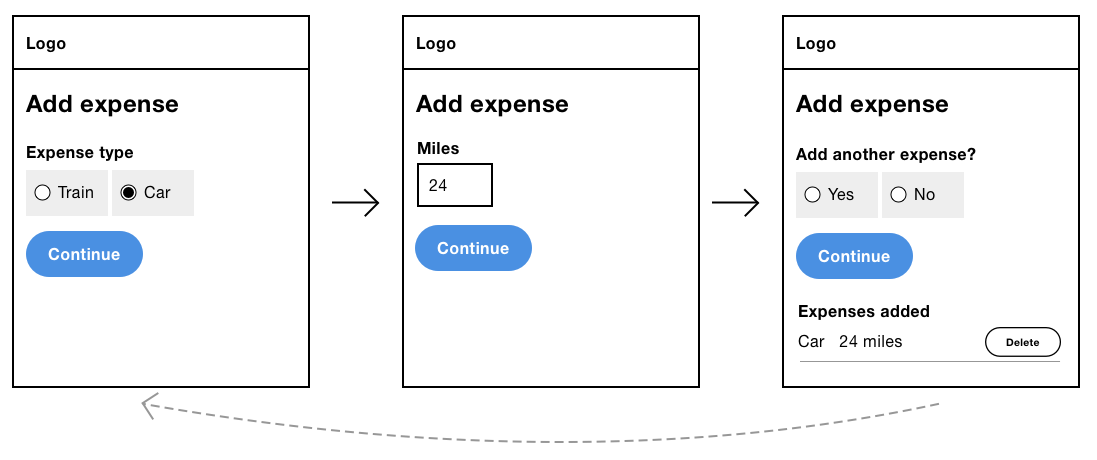 Logo
Add expense
Expense type
Train Car
Continue
Logo
Add expense
Miles
24
Continue
Logo
Add expense
Add another expense?
Yes No
Continue
Expenses added
Car 24 miles Delete